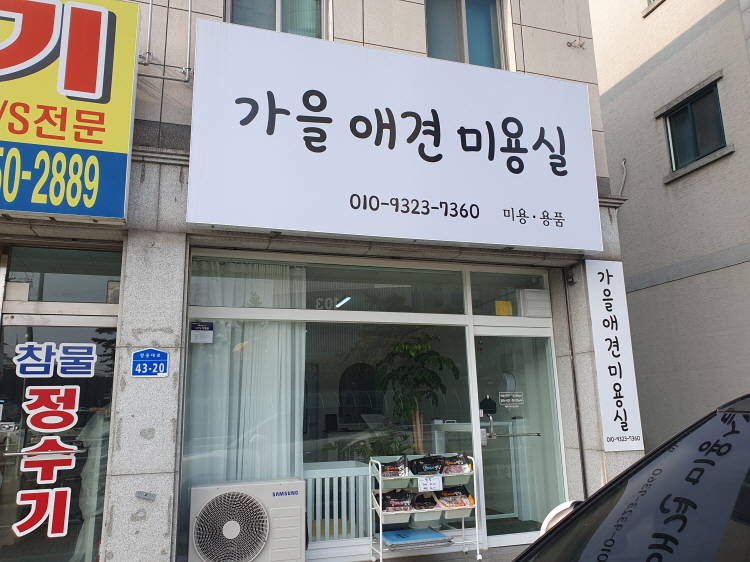 기
/S전문
50-2889
가을 애견 미용실
010-9323-7360
미용·용품
가을애견미용실
010-9323-7360
103
43-20
참물
정수기
SAMSUNG